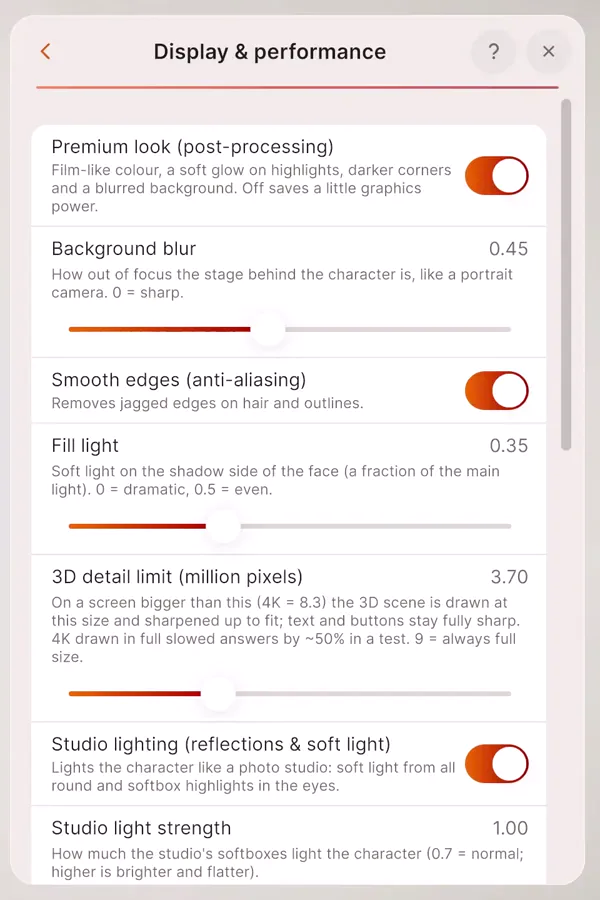 Display & performance
?
Premium look (post-processing)
Film-like colour, a soft glow on highlights, darker corners
and a blurred background. Off saves a little graphics
power.
Background blur 0.45
How out of focus the stage behind the character is, like a portrait
camera. 0 = sharp.
Smooth edges (anti-aliasing)
Removes jagged edges on hair and outlines.
Fill light 0.35
Soft light on the shadow side of the face (a fraction of the main
light). 0 = dramatic, 0.5 = even.
3D detail limit (million pixels) 3.70
On a screen bigger than this (4K = 8.3) the 3D scene is drawn at
this size and sharpened up to fit; text and buttons stay fully sharp.
4K drawn in full slowed answers by ~50% in a test. 9 = always full
size.
Studio lighting (reflections & soft light)
Lights the character like a photo studio: soft light from all
round and softbox highlights in the eyes.
Studio light strength 1.00
How much the studio's softboxes light the character (0.7 = normal;
higher is brighter and flatter).